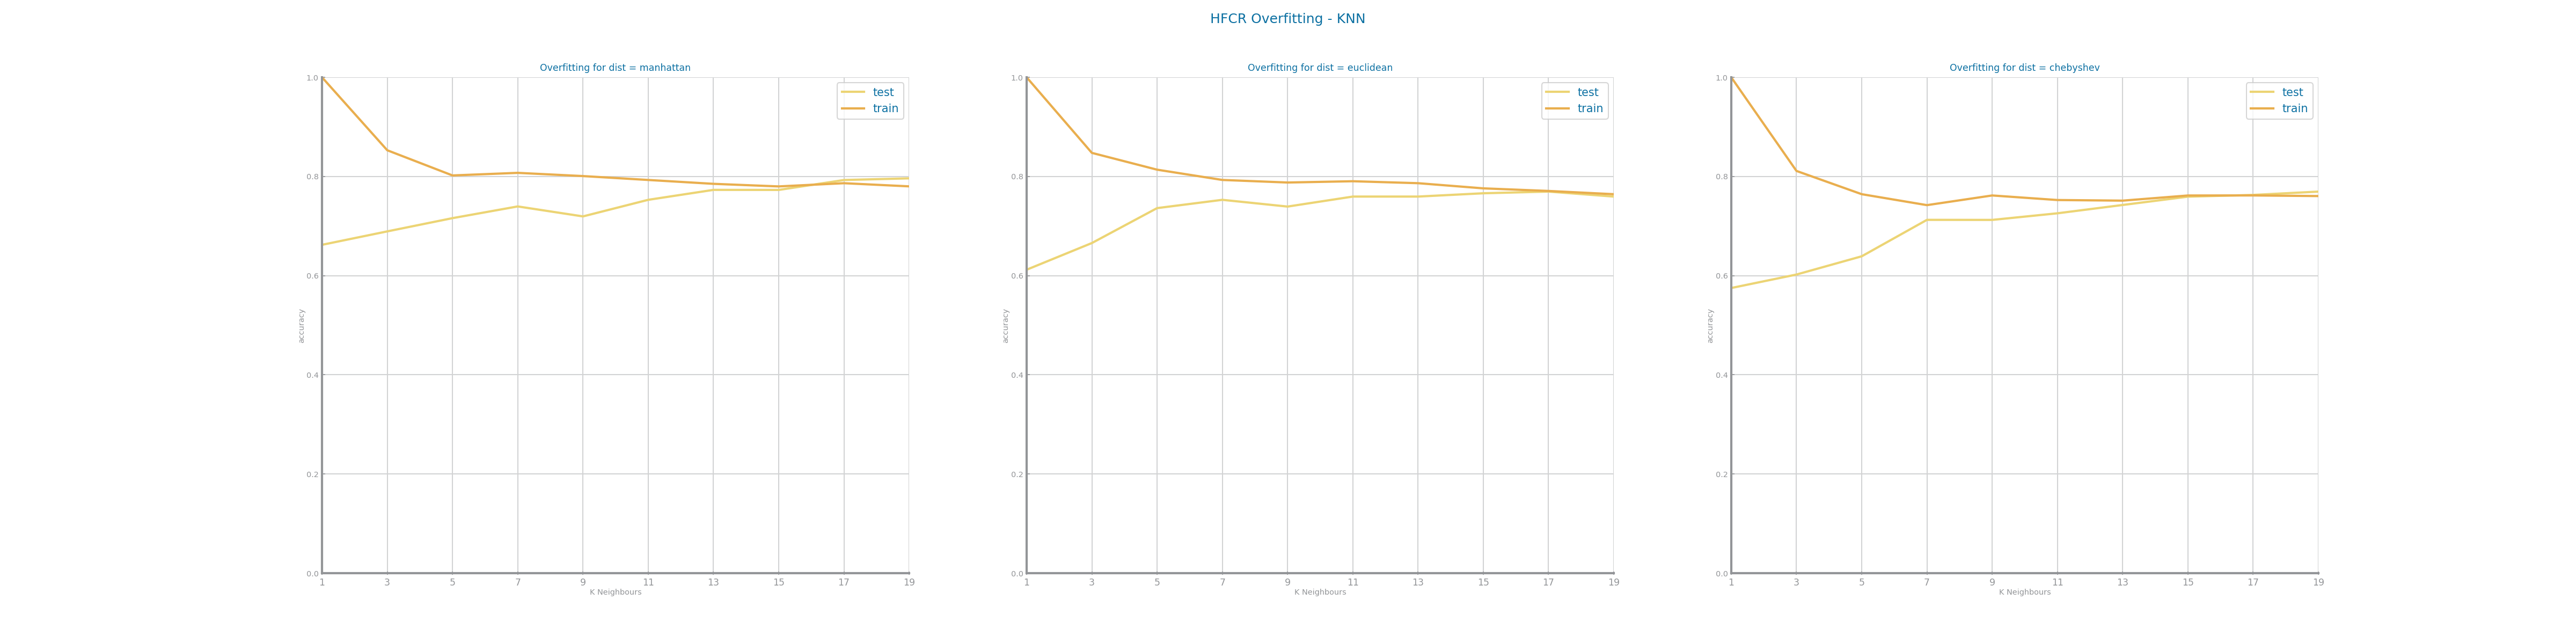 HFCR Overfitting - KNN
Overfitting for dist = manhattan
1.0
0.8
0.6
0.4
0.2
0.0
accuracy
test
train
1 3 5 7 9 11 13 15 17 19
K Neighbours
Overfitting for dist = euclidean
1.0
0.8
0.6
0.4
0.2
0.0
accuracy
test
train
1 3 5 7 9 11 13 15 17 19
K Neighbours
Overfitting for dist = chebyshev
1.0
0.8
0.6
0.4
0.2
0.0
accuracy
test
train
1 3 5 7 9 11 13 15 17 19
K Neighbours